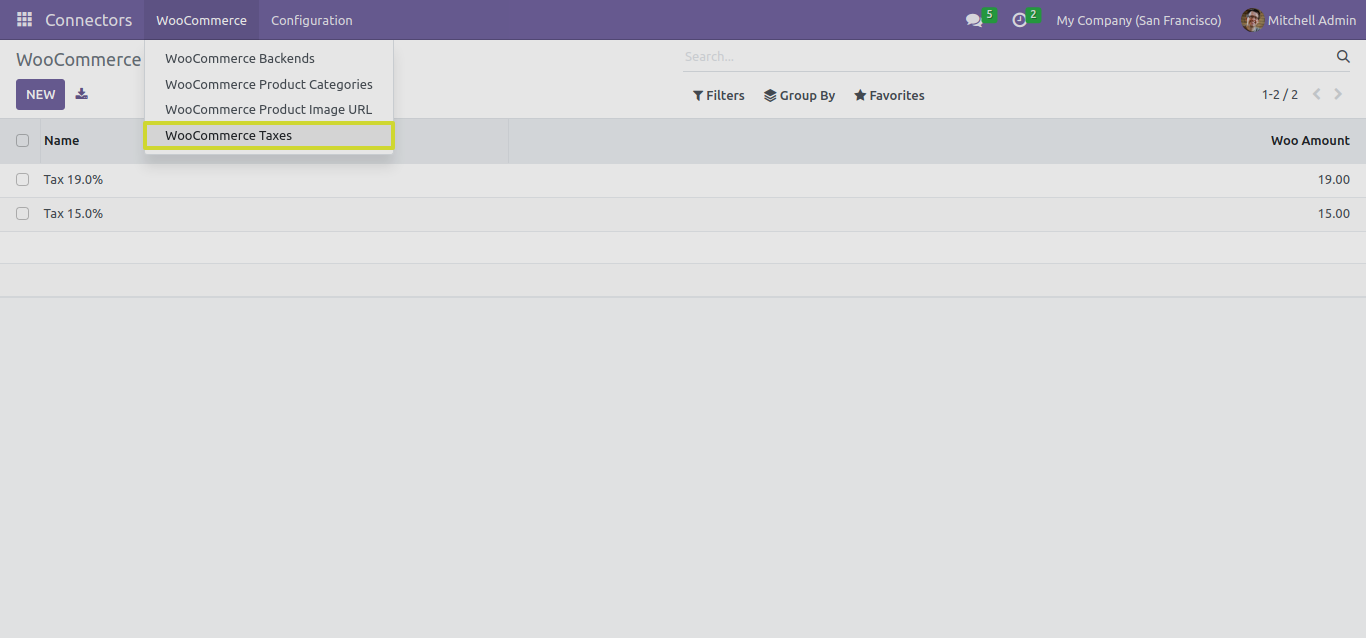 Connectors WooCommerce Configuration 5 2 My Company (San Francisco) Mitchell Admin
WooCommerce
WooCommerce Backends
WooCommerce Product Categories
WooCommerce Product Image URL
WooCommerce Taxes
Search...
NEW
Filters Group By Favorites 1-2 / 2
Name Woo Amount
Tax 19.0% 19.00
Tax 15.0% 15.00